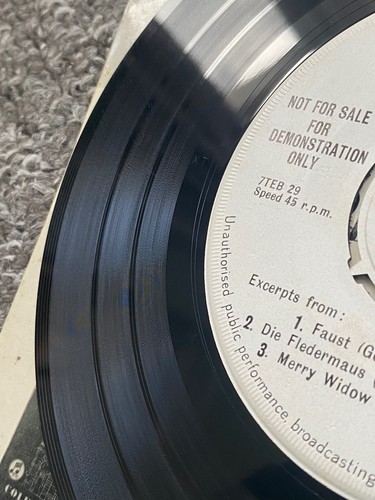 NOT FOR SALE
FOR
DEMONSTRATION
ONLY
7TEB 29
Speed 45 r.p.m.
Excerpts from:
1. Faust
2. Die Fledermaus
3. Merry Widow
Unauthorised public performance, broadcasting